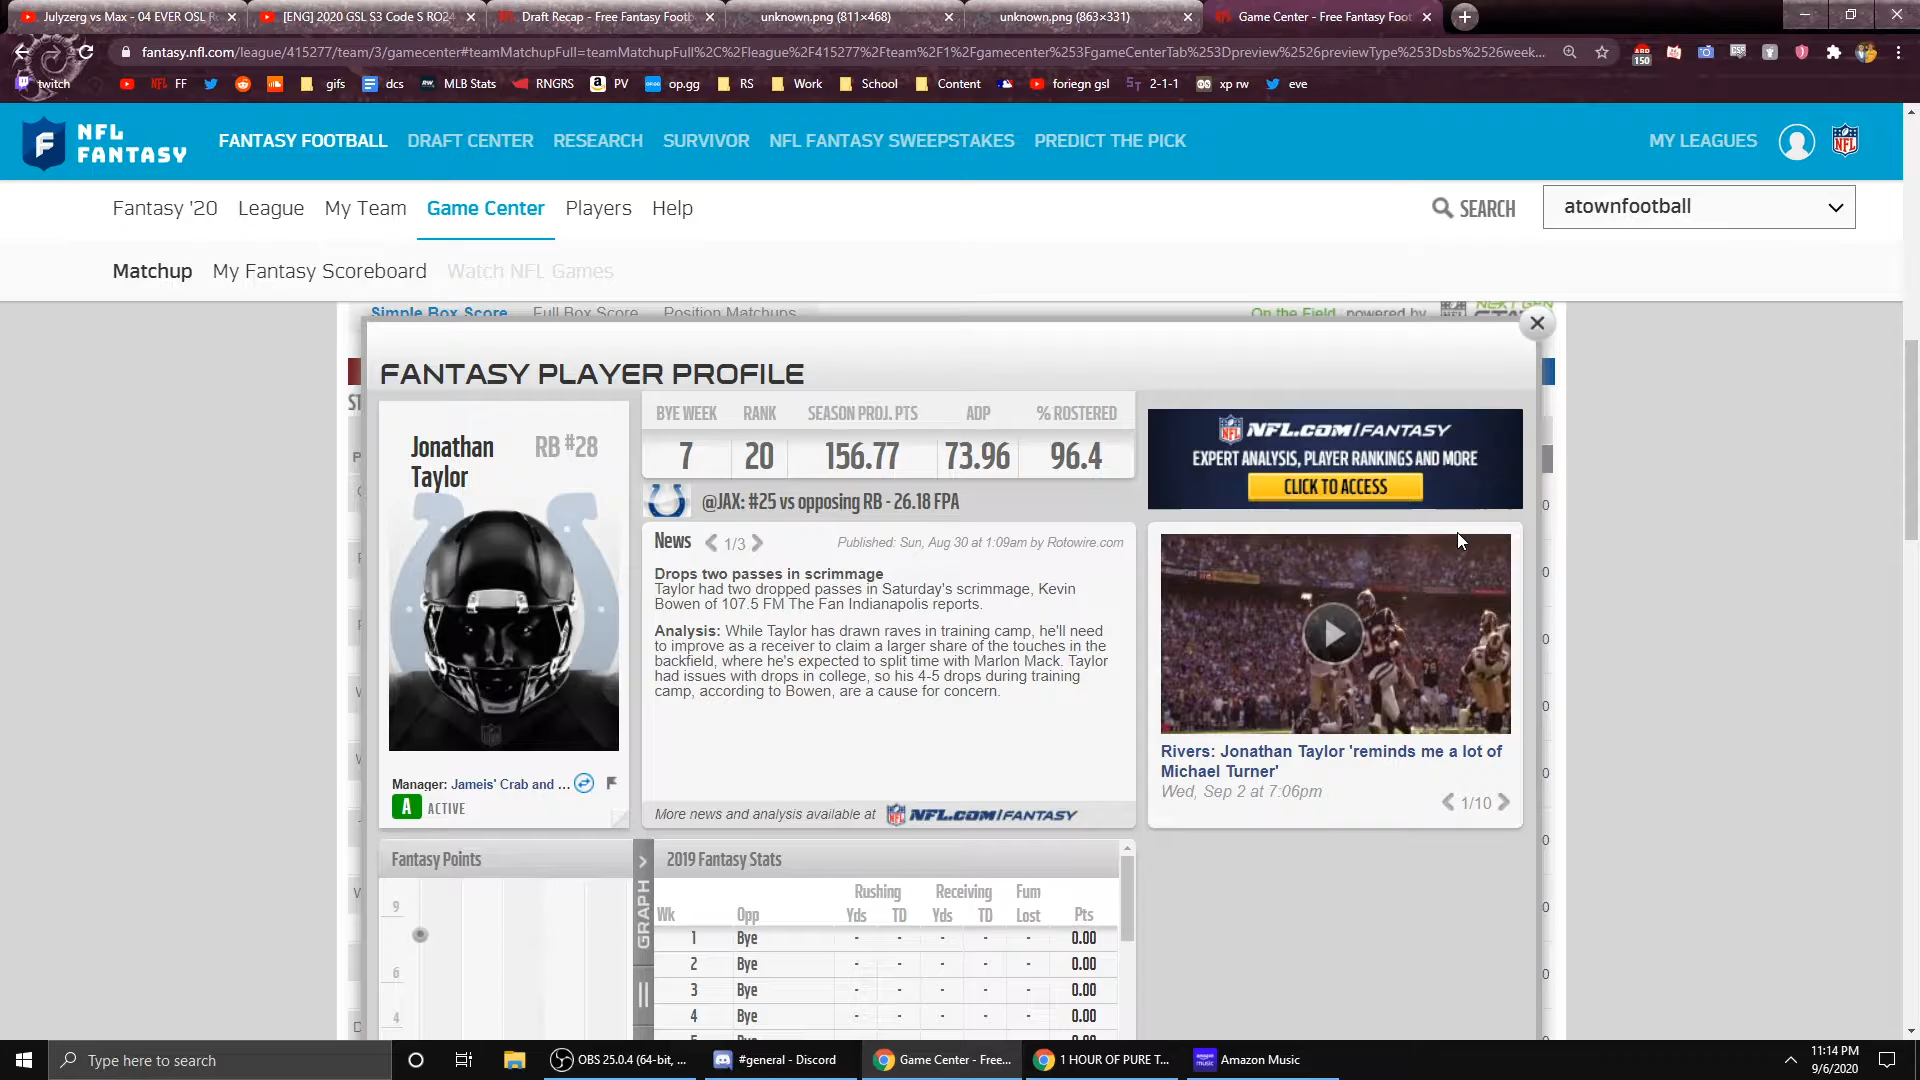 Julyzerg vs Max - 04 EVER OSL R
[ENG] 2020 GSL S3 Code S RO24
Draft Recap - Free Fantasy Footb
unknown.png (811×468)
unknown.png (863×331)
Game Center - Free Fantasy Foot
fantasy.nfl.com/league/415277/team/3/gamecenter#teamMatchupFull=teamMatchupFull%2C%2Fleague%2F415277%2Fteam%2F1%2Fgamecenter%253FgameCenterTab%253Dpreview%2526previewType%253Dsbs%2526week...
150
twitch FF gifs dcs MLB Stats RNGRS PV op.gg RS Work School Content foriegn gsl 2-1-1 xp rw eve
NFL FANTASY
FANTASY FOOTBALL DRAFT CENTER RESEARCH SURVIVOR NFL FANTASY SWEEPSTAKES PREDICT THE PICK MY LEAGUES
Fantasy '20 League My Team Game Center Players Help SEARCH atownfootball
Matchup My Fantasy Scoreboard Watch NFL Games
Simple Box Score Full Box Score Position Matchups On the Field powered by
FANTASY PLAYER PROFILE
Jonathan Taylor RB #28
BYE WEEK RANK SEASON PROJ. PTS ADP % ROSTERED
7 20 156.77 73.96 96.4
@JAX: #25 vs opposing RB - 26.18 FPA
NFL.COM/FANTASY
EXPERT ANALYSIS, PLAYER RANKINGS AND MORE
CLICK TO ACCESS
News 1/3 Published: Sun, Aug 30 at 1:09am by Rotowire.com
Drops two passes in scrimmage
Taylor had two dropped passes in Saturday's scrimmage, Kevin
Bowen of 107.5 FM The Fan Indianapolis reports.
Analysis: While Taylor has drawn raves in training camp, he'll need
to improve as a receiver to claim a larger share of the touches in the
backfield, where he's expected to split time with Marlon Mack. Taylor
had issues with drops in college, so his 4-5 drops during training
camp, according to Bowen, are a cause for concern.
More news and analysis available at NFL.COM/FANTASY
Rivers: Jonathan Taylor 'reminds me a lot of
Michael Turner'
Wed, Sep 2 at 7:06pm
1/10
Manager: Jameis' Crab and ...
A ACTIVE
Fantasy Points
9
6
4
GRAPH
2019 Fantasy Stats
Rushing Receiving Fum
Wk Opp Yds TD Yds TD Lost Pts
1 Bye - - - - - 0.00
2 Bye - - - - - 0.00
3 Bye - - - - - 0.00
4 Bye - - - - - 0.00
Type here to search
OBS 25.0.4 (64-bit, ...
#general - Discord
Game Center - Free...
1 HOUR OF PURE T...
Amazon Music
11:14 PM
9/6/2020